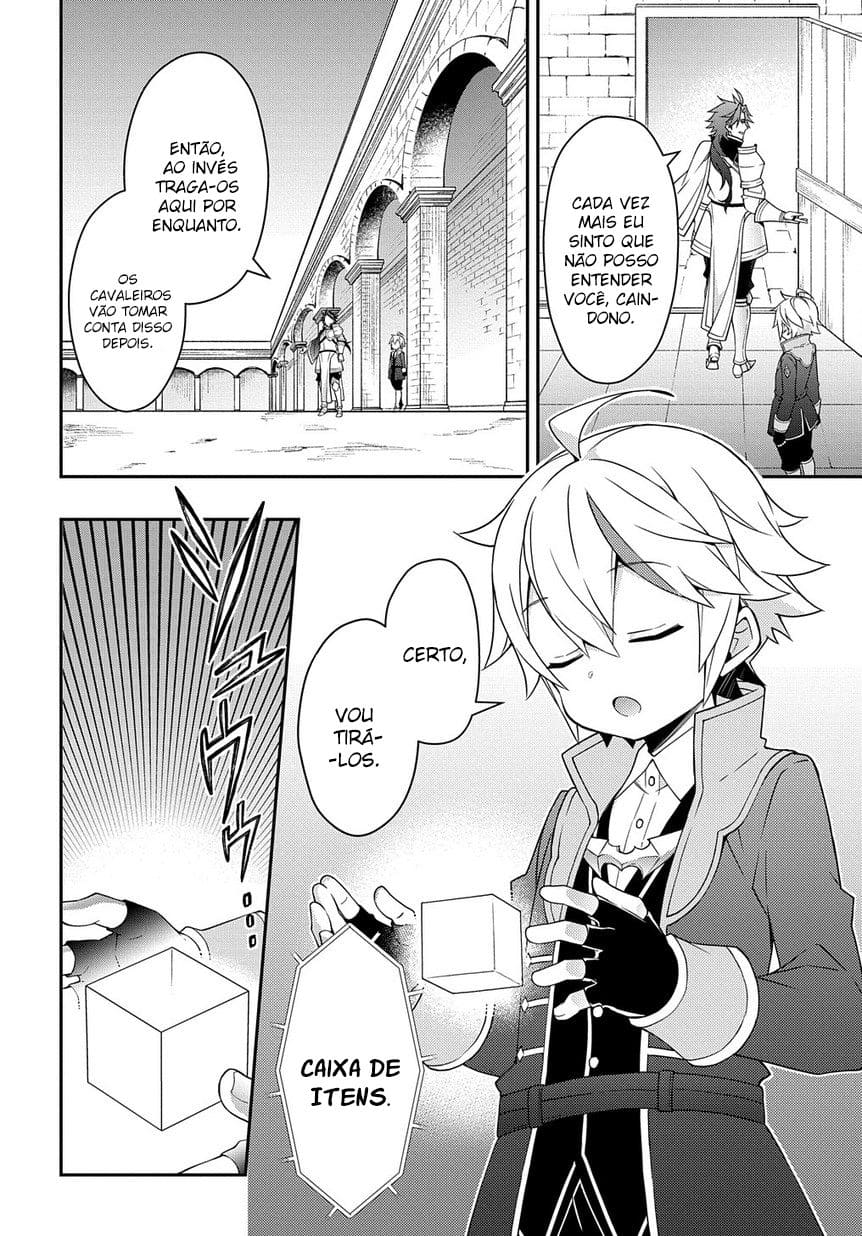 CADA VEZ
MAIS EU
SINTO QUE
NÃO POSSO
ENTENDER
VOCÊ, CAIN-
DONO.
ENTÃO,
AO INVÉS
TRAGA-OS
AQUI POR
ENQUANTO.
OS
CAVALEIROS
VÃO TOMAR
CONTA DISSO
DEPOIS.
CERTO,
VOU
TIRÁ-
-LOS.
CAIXA DE
ITENS.